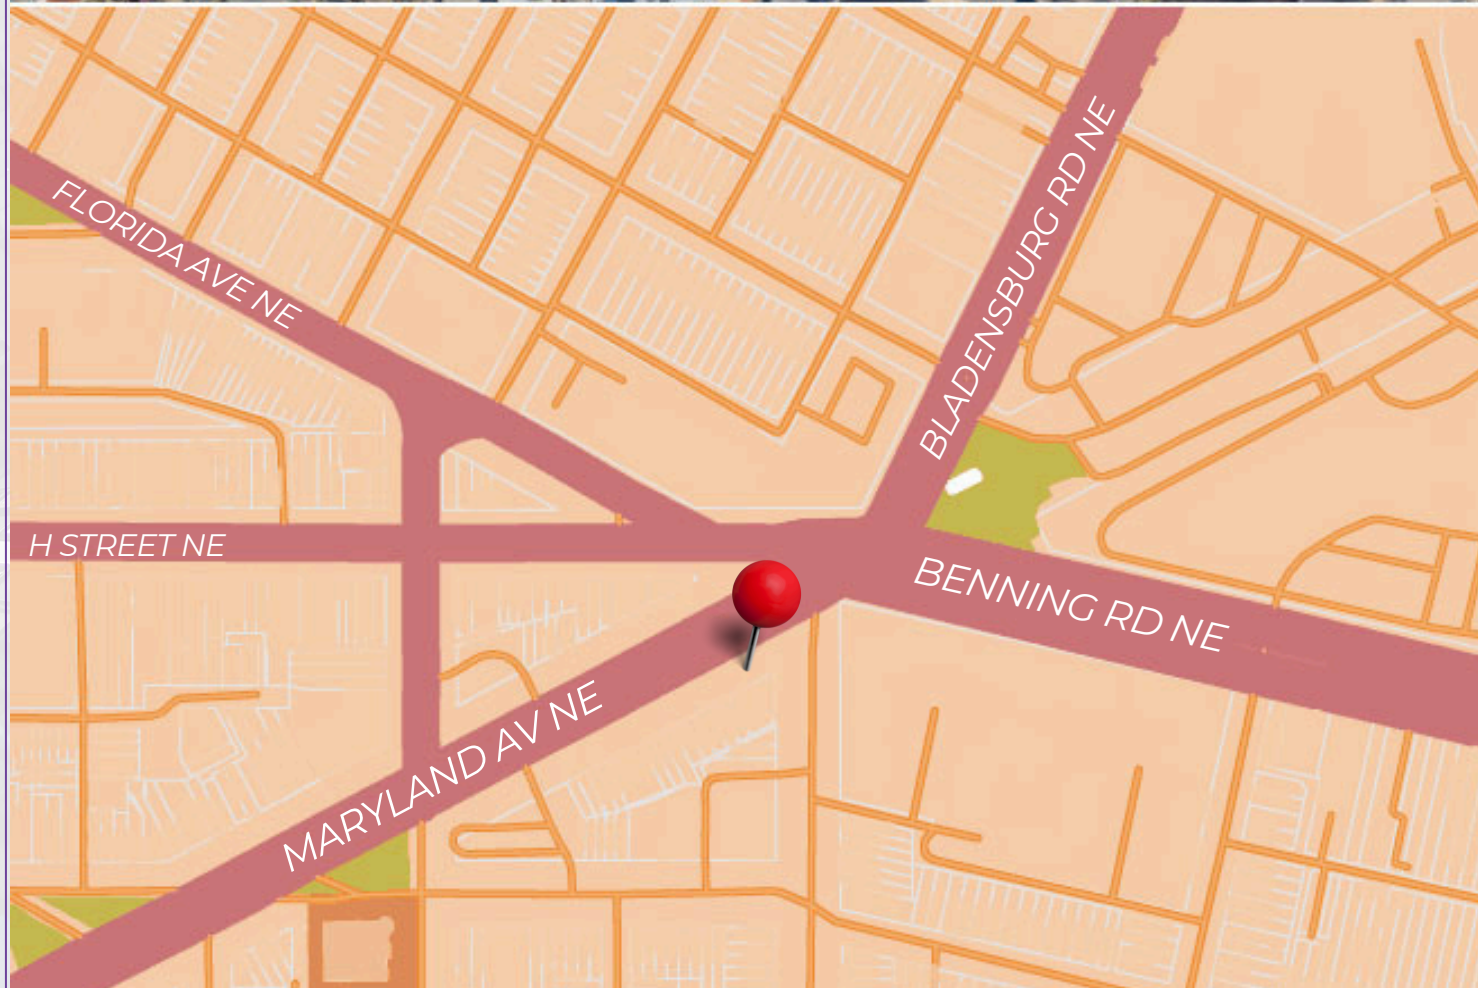 BLADENSBURG RD NE
FLORIDA AVE NE
H STREET NE
BENNING RD NE
MARYLAND AV NE